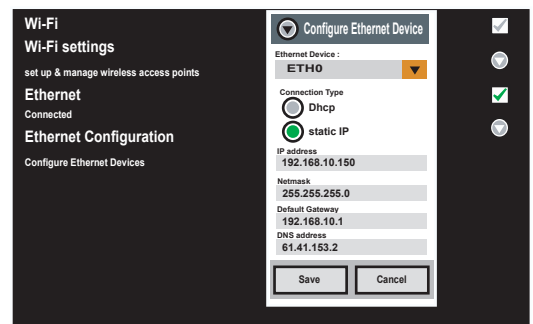 Wi-Fi
Wi-Fi settings
set up & manage wireless access points
Ethernet
Connected
Ethernet Configuration
Configure Ethernet Devices
Configure Ethernet Device
Ethernet Device :
ETH0
Connection Type
Dhcp
static IP
IP address
192.168.10.150
Netmask
255.255.255.0
Default Gateway
192.168.10.1
DNS address
61.41.153.2
Save
Cancel